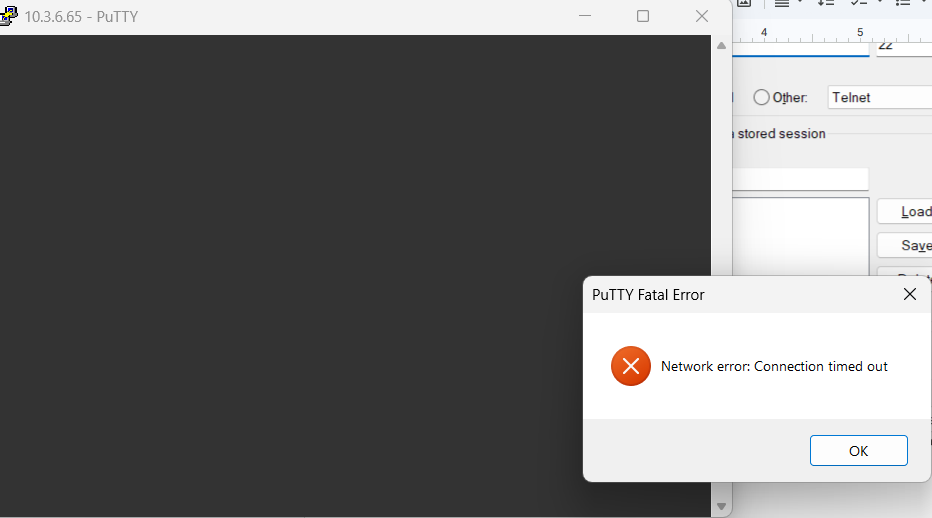 10.3.6.65 - PuTTY
4 5
22
Other: Telnet
stored session
Load
Save
PuTTY Fatal Error
Network error: Connection timed out
OK